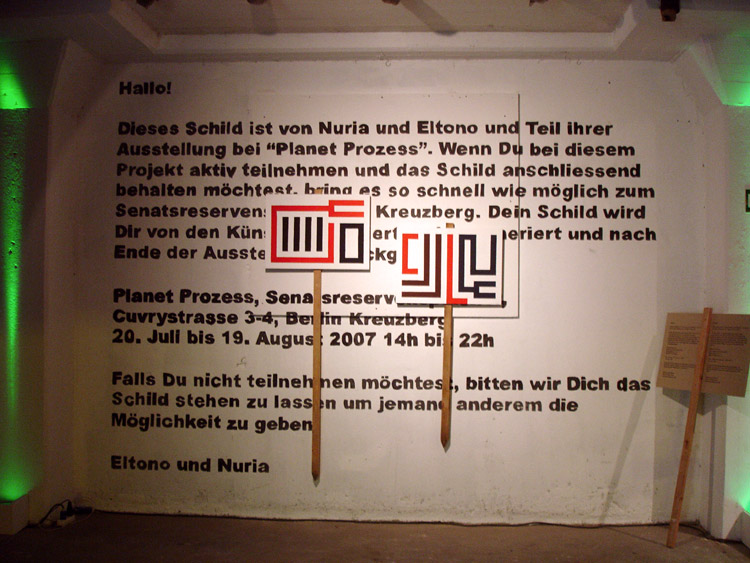 Hallo!
Dieses Schild ist von Nuria und Eltono und Teil ihrer
Ausstellung bei “Planet Prozess”. Wenn Du bei diesem
Projekt aktiv teilnehmen und das Schild anschliessend
behalten möchtest, bring es so schnell wie möglich zum
Kreuzberg. Dein Schild wird
Dir von den und nach
Ende der
Planet Prozess,
Cuvrystrasse 3-4, Berlin Kreuzberg
20. Juli bis 19. August 2007 14h bis 22h
Falls Du nicht teilnehmen möchtest, bitten wir Dich das
Schild stehen zu lassen um jemand anderem die
Möglichkeit zu geben
Eltono und Nuria